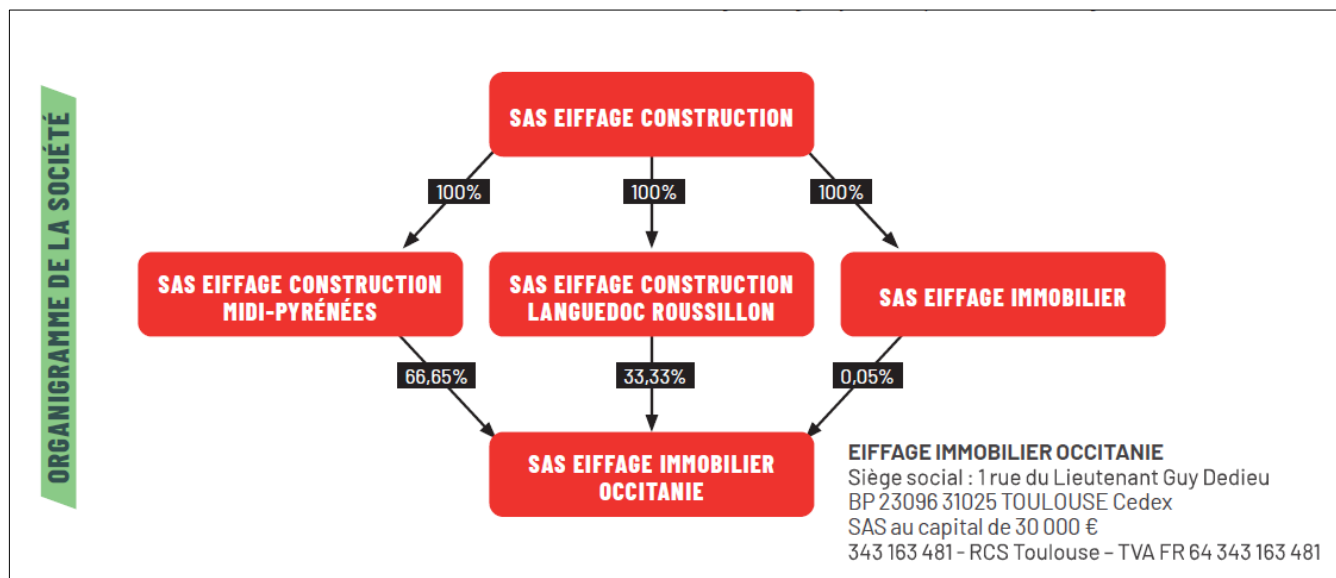 ORGANIGRAMME DE LA SOCIÉTÉ
SAS EIFFAGE CONSTRUCTION
100%
100%
100%
SAS EIFFAGE CONSTRUCTION
MIDI-PYRÉNÉES
SAS EIFFAGE CONSTRUCTION
LANGUEDOC ROUSSILLON
SAS EIFFAGE IMMOBILIER
66,65%
33,33%
0,05%
SAS EIFFAGE IMMOBILIER
OCCITANIE
EIFFAGE IMMOBILIER OCCITANIE
Siège social : 1 rue du Lieutenant Guy Dedieu
BP 23096 31025 TOULOUSE Cedex
SAS au capital de 30 000 €
343 163 481 - RCS Toulouse – TVA FR 64 343 163 481